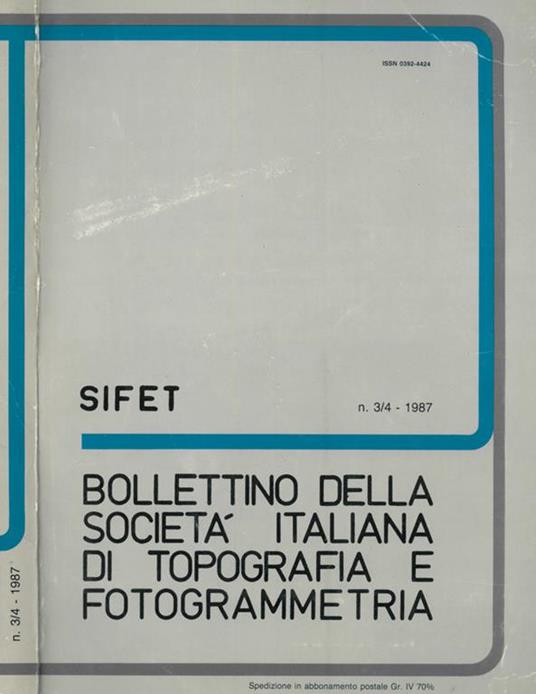 ISSN 0392-4424
SIFET
n. 3/4 - 1987
BOLLETTINO DELLA
SOCIETA´ ITALIANA
DI TOPOGRAFIA E
FOTOGRAMMETRIA
n. 3/4 - 1987
Spedizione in abbonamento postale Gr. IV 70%